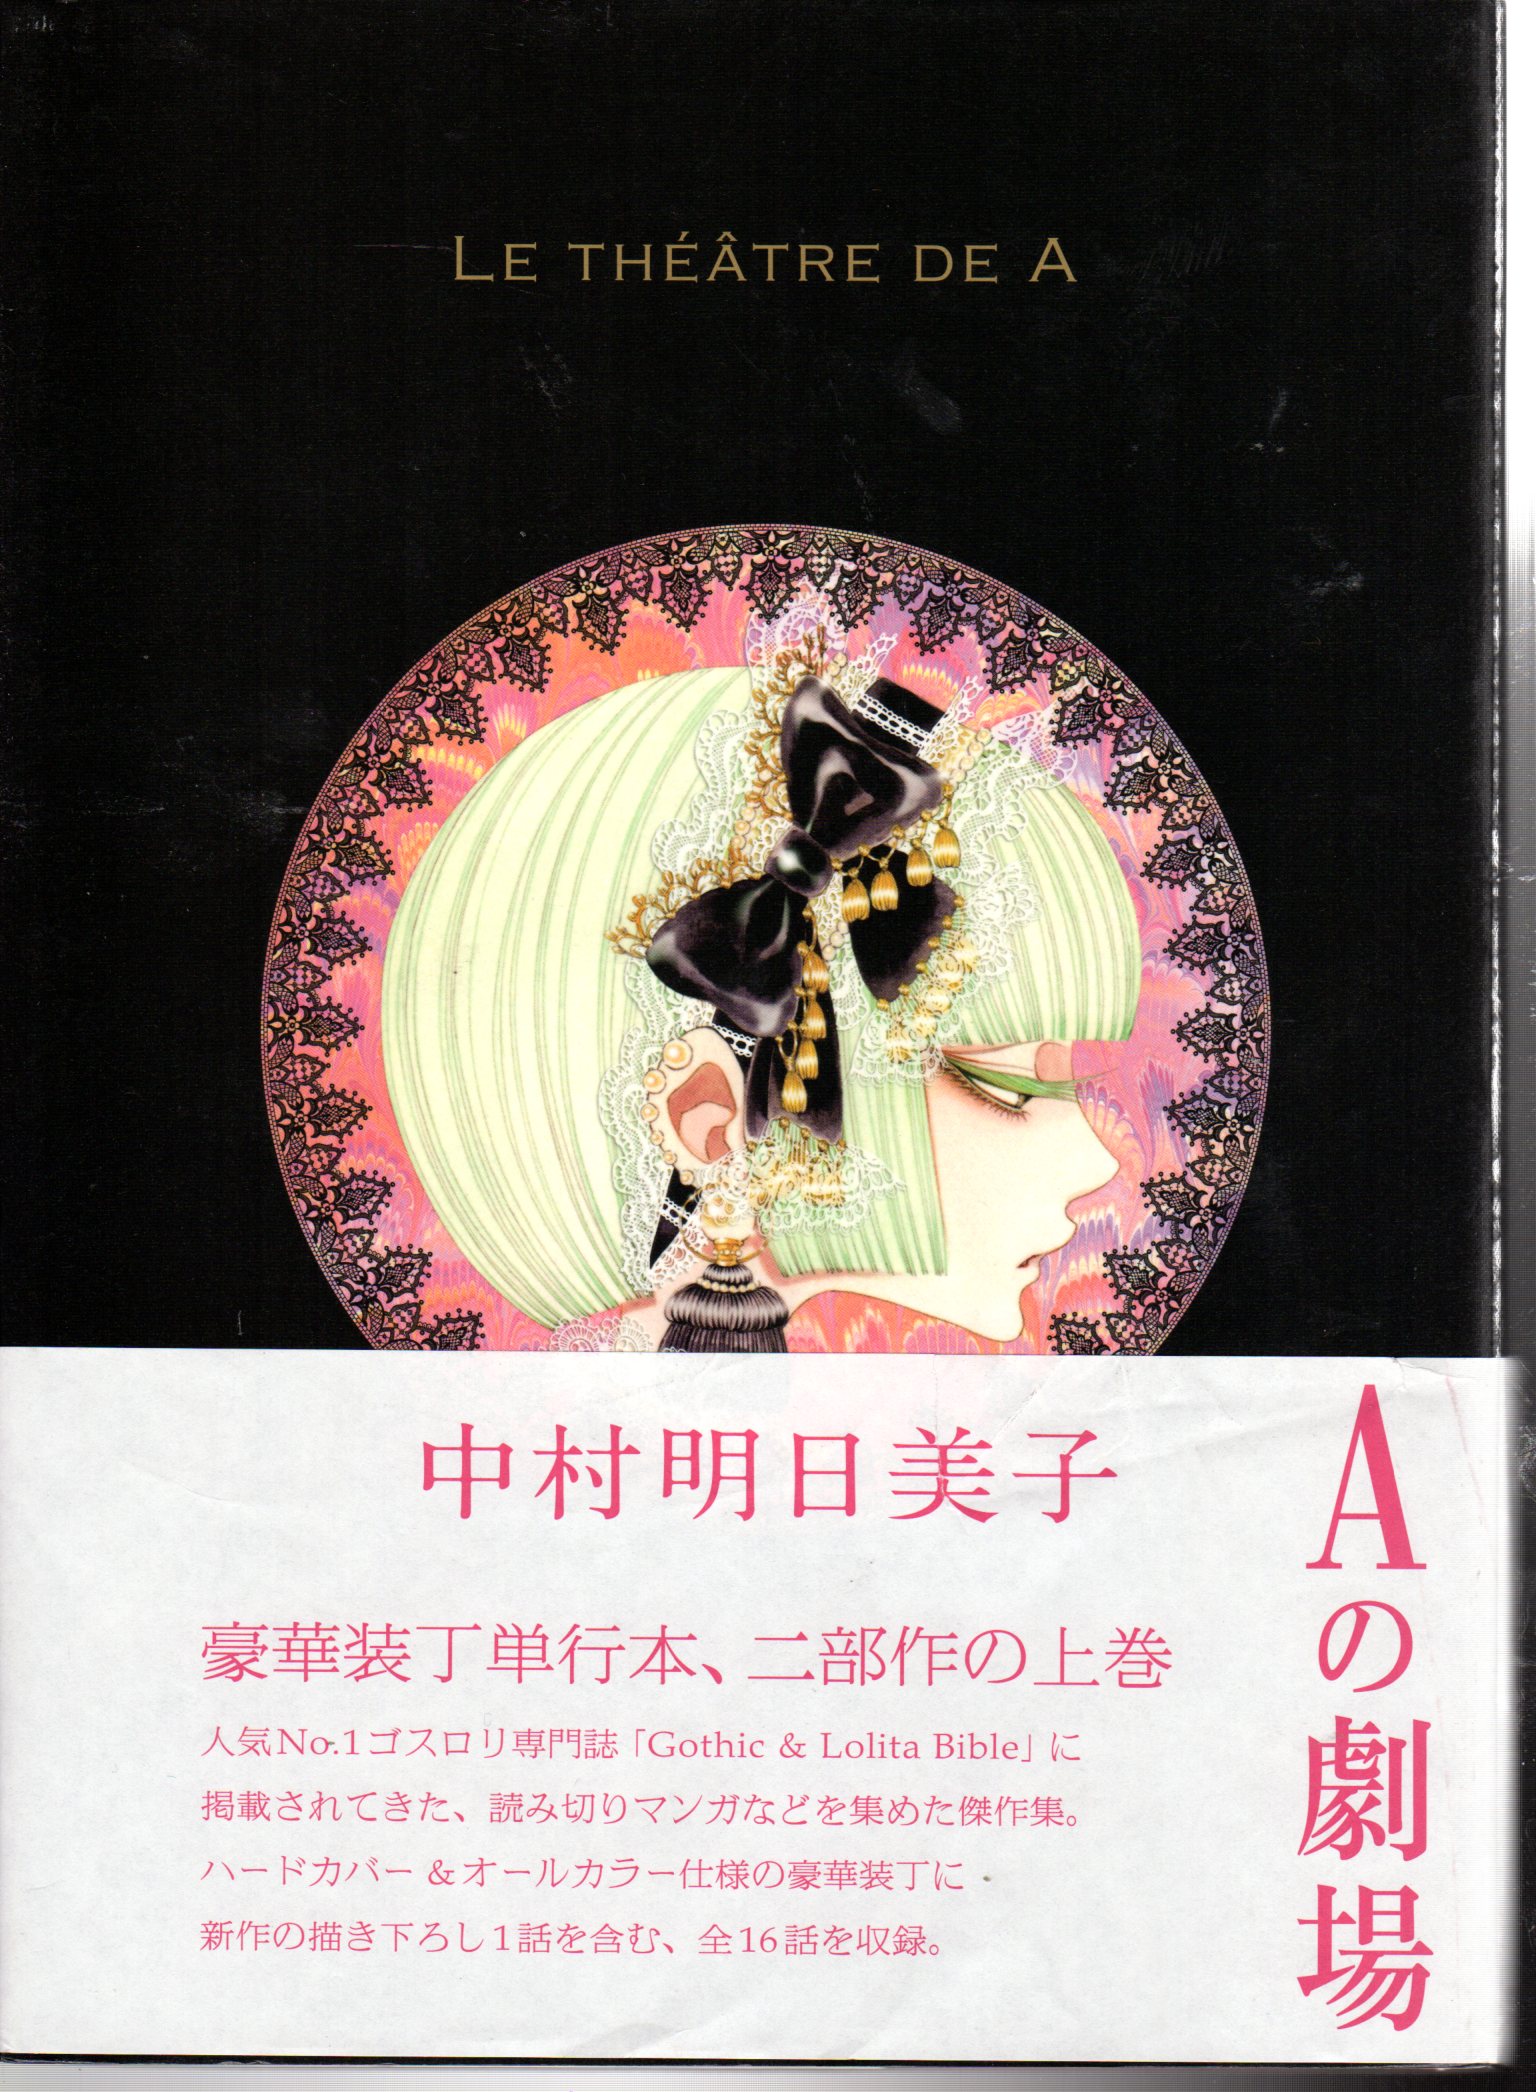 LE THÉÂTRE DE A
中村明日美子
Aの劇場
豪華装丁単行本、二部作の上巻
人気No.1ゴスロリ専門誌「Gothic & Lolita Bible」に
掲載されてきた、読み切りマンガなどを集めた傑作集。
ハードカバー&オールカラー仕様の豪華装丁に
新作の描き下ろし1話を含む、全16話を収録。